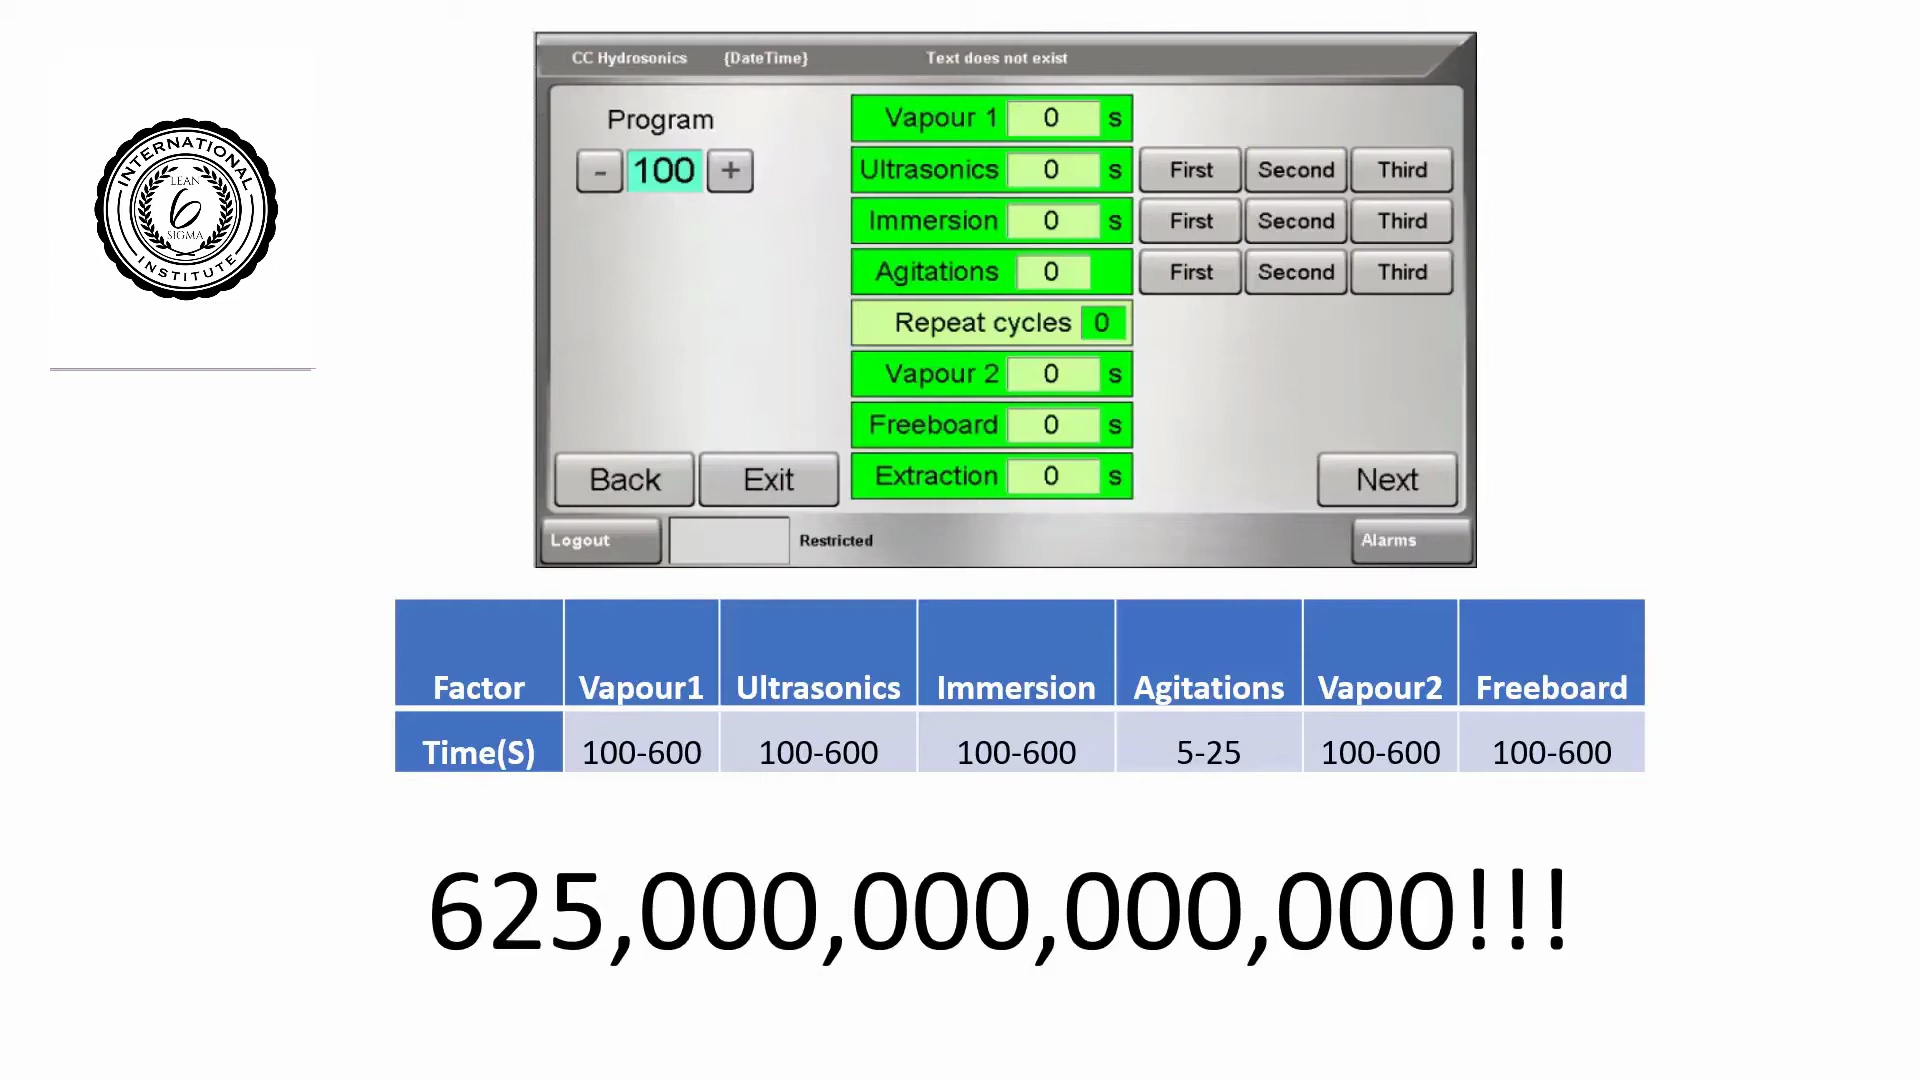 INTERNATIONAL
LEAN
6
SIGMA
INSTITUTE
CC Hydrosonics {DateTime} Text does not exist
Program
- 100 +
Vapour 1 0 s
Ultrasonics 0 s First Second Third
Immersion 0 s First Second Third
Agitations 0 First Second Third
Repeat cycles 0
Vapour 2 0 s
Freeboard 0 s
Extraction 0 s
Back Exit Next
Logout Restricted Alarms
Factor Vapour1 Ultrasonics Immersion Agitations Vapour2 Freeboard
Time(S) 100-600 100-600 100-600 5-25 100-600 100-600
625,000,000,000,000!!!